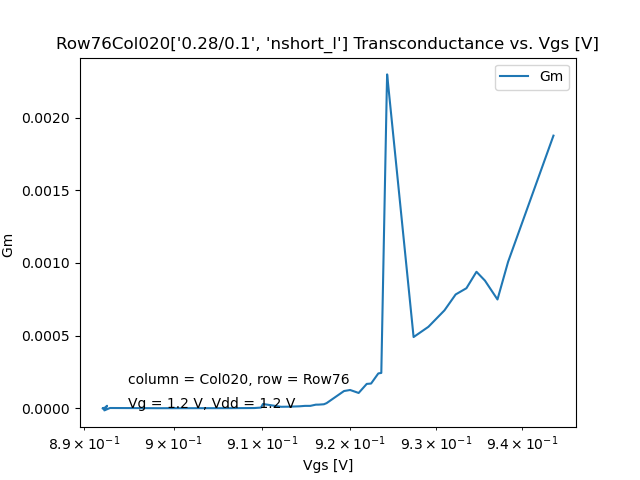 Row76Col020['0.28/0.1', 'nshort_l'] Transconductance vs. Vgs [V]
Gm
0.0020
0.0015
0.0010
0.0005
0.0000
Gm
column = Col020, row = Row76
Vg = 1.2 V, Vdd = 1.2 V
8.9 × 10⁻¹ 9 × 10⁻¹ 9.1 × 10⁻¹ 9.2 × 10⁻¹ 9.3 × 10⁻¹ 9.4 × 10⁻¹
Vgs [V]